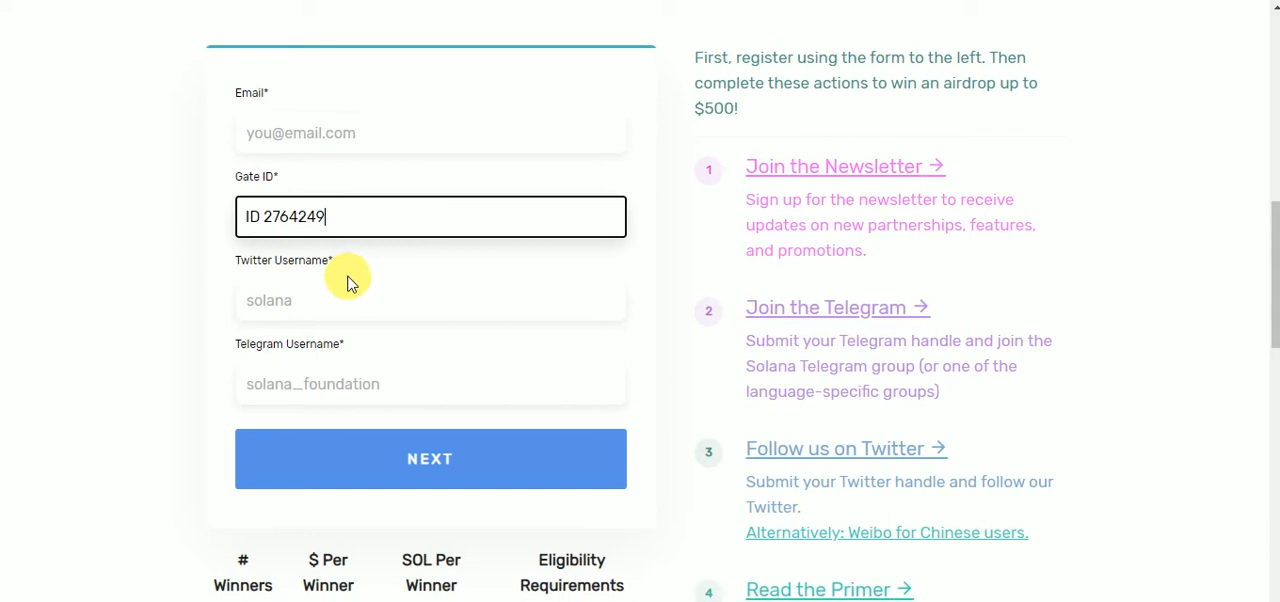 Email*
you@email.com
Gate ID*
ID 2764249
Twitter Username*
solana
Telegram Username*
solana_foundation
NEXT
# Winners
$ Per Winner
SOL Per Winner
Eligibility Requirements
First, register using the form to the left. Then
complete these actions to win an airdrop up to
$500!
1
Join the Newsletter →
Sign up for the newsletter to receive
updates on new partnerships, features,
and promotions.
2
Join the Telegram →
Submit your Telegram handle and join the
Solana Telegram group (or one of the
language-specific groups)
3
Follow us on Twitter →
Submit your Twitter handle and follow our
Twitter.
Alternatively: Weibo for Chinese users.
4
Read the Primer →